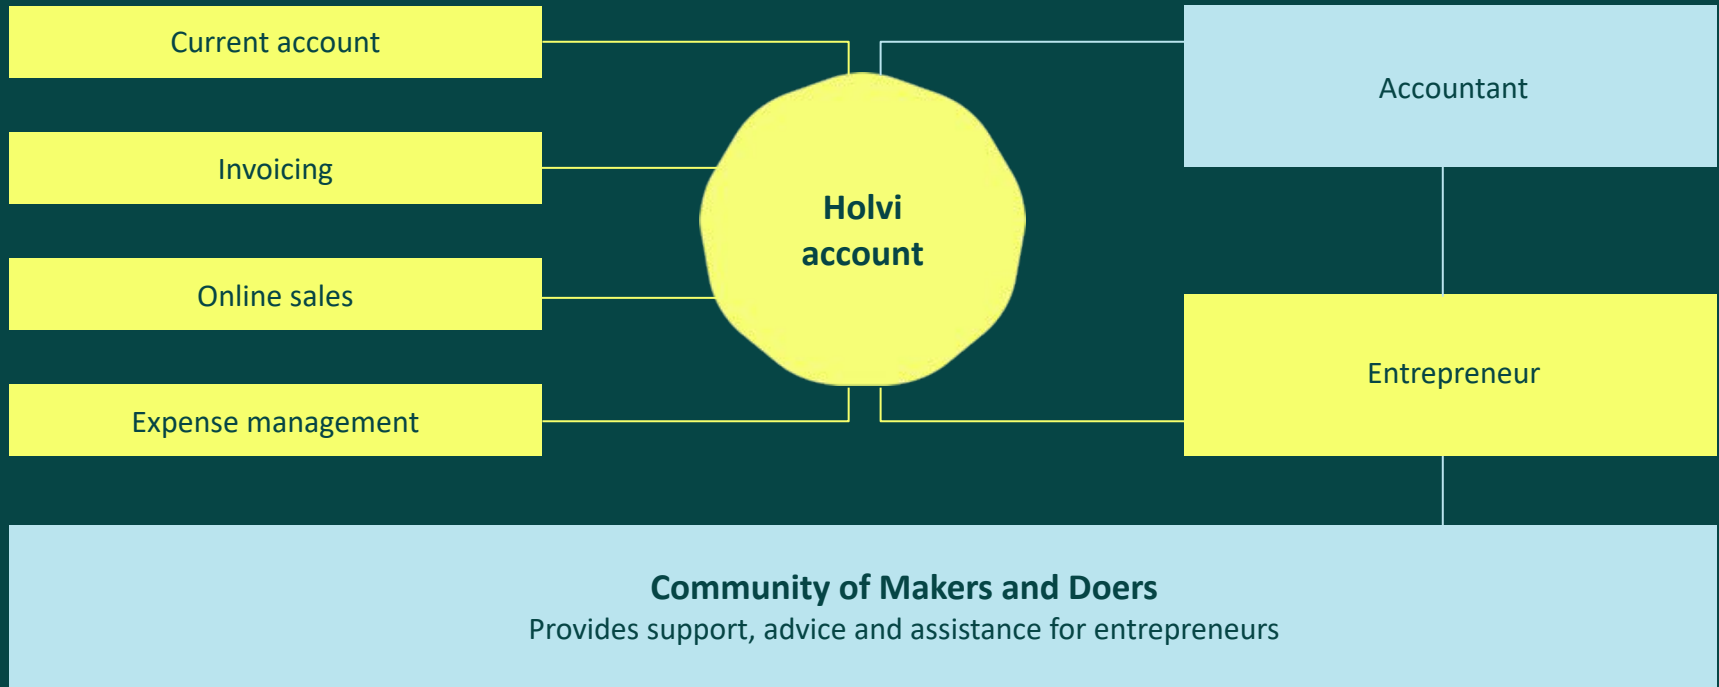 Current account
Invoicing
Online sales
Expense management
Holvi
account
Accountant
Entrepreneur
Community of Makers and Doers
Provides support, advice and assistance for entrepreneurs